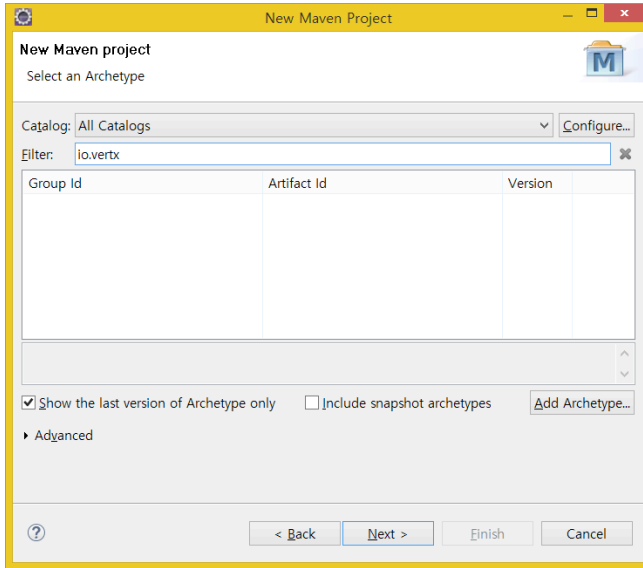 New Maven Project
New Maven project
Select an Archetype
M
Catalog: All Catalogs Configure...
Filter: io.vertx
Group Id Artifact Id Version
Show the last version of Archetype only Include snapshot archetypes Add Archetype...
Advanced
< Back Next > Finish Cancel